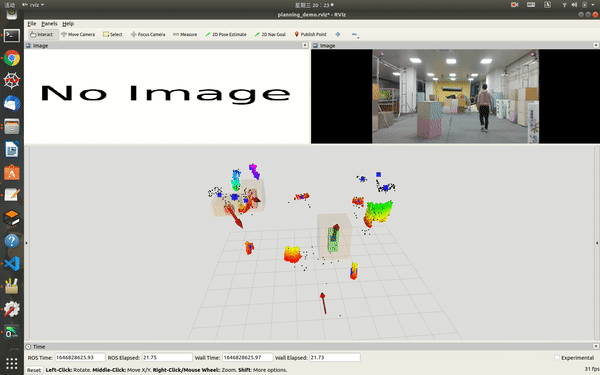 活动 rviz 星期三 20 : 23
planning_demo.rviz* - RViz
File Panels Help
Interact Move Camera Select Focus Camera Measure 2D Pose Estimate 2D Nav Goal Publish Point
Image Image
No Image
Time
ROS Time: 1646828625.93 ROS Elapsed: 21.75 Wall Time: 1646828625.97 Wall Elapsed: 21.73 Experimental
Reset Left-Click: Rotate. Middle-Click: Move X/Y. Right-Click/Mouse Wheel: Zoom. Shift: More options. 31 fps